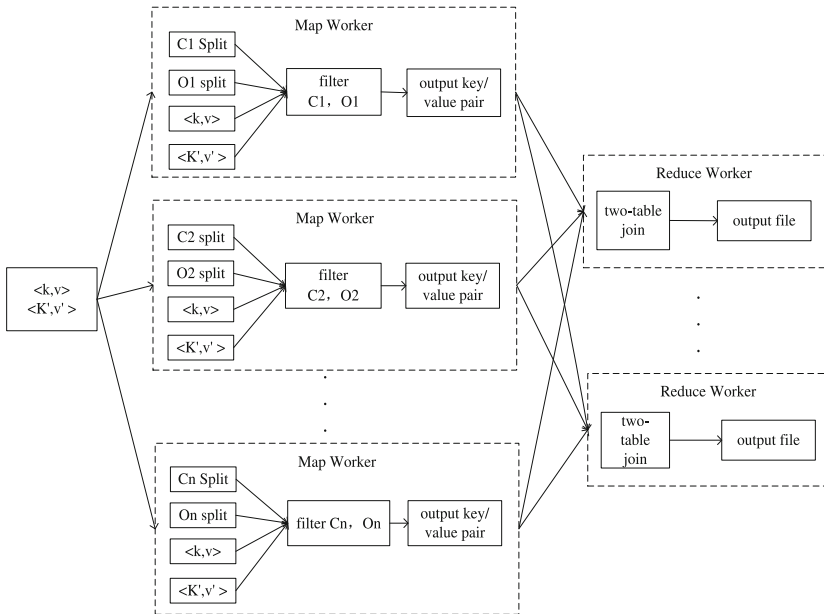 <k,v>
<K',v' >
Map Worker
C1 Split
O1 split
<k,v>
<K',v' >
filter
C1， O1
output key/
value pair
Map Worker
C2 split
O2 split
<k,v>
<K',v' >
filter
C2， O2
output key/
value pair
.
.
.
Map Worker
Cn Split
On split
<k,v>
<K',v' >
filter Cn， On
output key/
value pair
Reduce Worker
two-table
join
output file
.
.
.
Reduce Worker
two-
table
join
output file